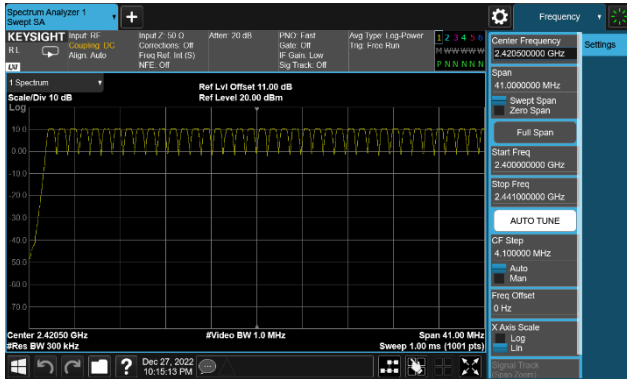 Spectrum Analyzer 1
Swept SA
Frequency
KEYSIGHT
Input: RF
Input Z: 50 Ω
Atten: 20 dB
PNO: Fast
Avg Type: Log-Power
1 2 3 4 5 6
RL
Coupling: DC
Corrections: Off
Gate: Off
Trig: Free Run
M W W W W W
Align: Auto
Freq Ref: Int (S)
IF Gain: Low
NFE: Off
Sig Track: Off
P N N N N N
LXI
1 Spectrum
Scale/Div 10 dB
Ref Lvl Offset 11.00 dB
Ref Level 20.00 dBm
Log
10.0
0.00
-10.0
-20.0
-30.0
-40.0
-50.0
-60.0
-70.0
Center 2.42050 GHz
#Video BW 1.0 MHz
Span 41.00 MHz
#Res BW 300 kHz
Sweep 1.00 ms (1001 pts)
Dec 27, 2022
10:15:13 PM
Center Frequency
2.420500000 GHz
Settings
Span
41.0000000 MHz
Swept Span
Zero Span
Full Span
Start Freq
2.400000000 GHz
Stop Freq
2.441000000 GHz
AUTO TUNE
CF Step
4.100000 MHz
Auto
Man
Freq Offset
0 Hz
X Axis Scale
Log
Lin
Signal Track
(Span Zoom)